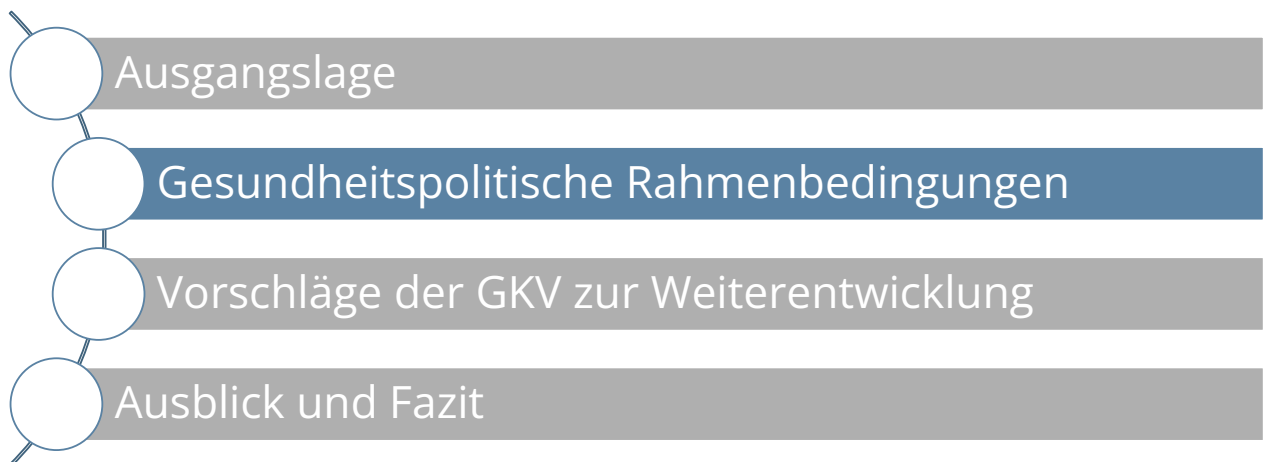 Ausgangslage
Gesundheitspolitische Rahmenbedingungen
Vorschläge der GKV zur Weiterentwicklung
Ausblick und Fazit